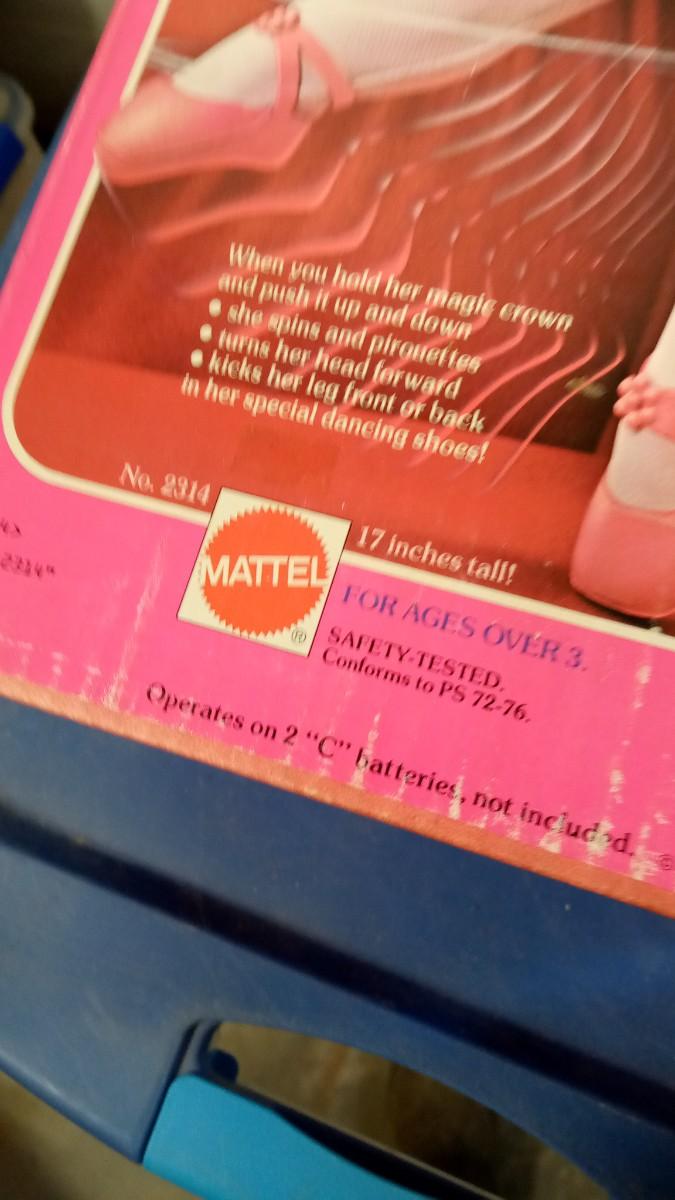 When you hold her magic crown
and push it up and down
• she spins and pirouettes
• turns her head forward
• kicks her leg front or back
in her special dancing shoes!
No. 2314
MATTEL
®
17 inches tall!
FOR AGES OVER 3.
SAFETY-TESTED.
Conforms to PS 72-76.
Operates on 2 "C" batteries, not included.
©